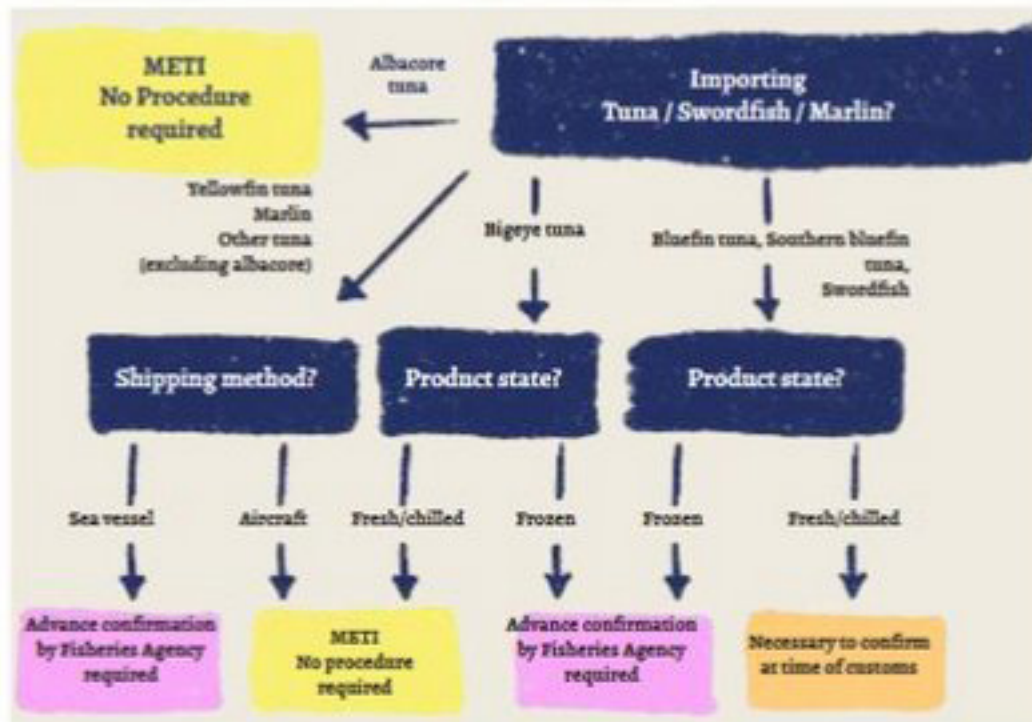 METI
No Procedure
required
Albacore
tuna
Importing
Tuna / Swordfish / Marlin?
Yellowfin tuna
Marlin
Other tuna
(excluding albacore)
Bigeye tuna
Bluefin tuna, Southern bluefin
tuna,
Swordfish
Shipping method?
Product state?
Product state?
Sea vessel
Aircraft
Fresh/chilled
Frozen
Frozen
Fresh/chilled
Advance confirmation
by Fisheries Agency
required
METI
No procedure
required
Advance confirmation
by Fisheries Agency
required
Necessary to confirm
at time of customs